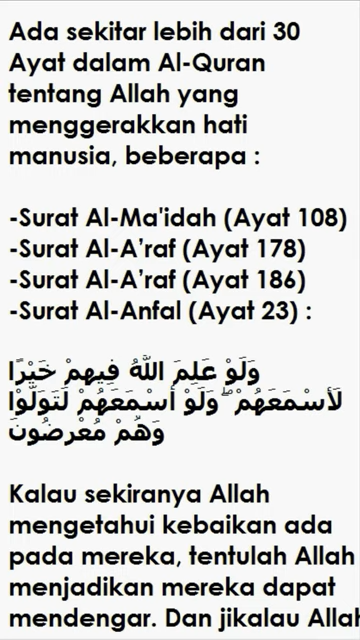 Ada sekitar lebih dari 30
Ayat dalam Al-Quran
tentang Allah yang
menggerakkan hati
manusia, beberapa :
-Surat Al-Ma'idah (Ayat 108)
-Surat Al-A'raf (Ayat 178)
-Surat Al-A'raf (Ayat 186)
-Surat Al-Anfal (Ayat 23) :
وَلَوْ عَلِمَ اللَّهُ فِيهِمْ خَيْرًا
لَأَسْمَعَهُمْ ۖ وَلَوْ أَسْمَعَهُمْ لَتَوَلَّوْا
وَهُمْ مُعْرِضُونَ
Kalau sekiranya Allah
mengetahui kebaikan ada
pada mereka, tentulah Allah
menjadikan mereka dapat
mendengar. Dan jikalau Allah